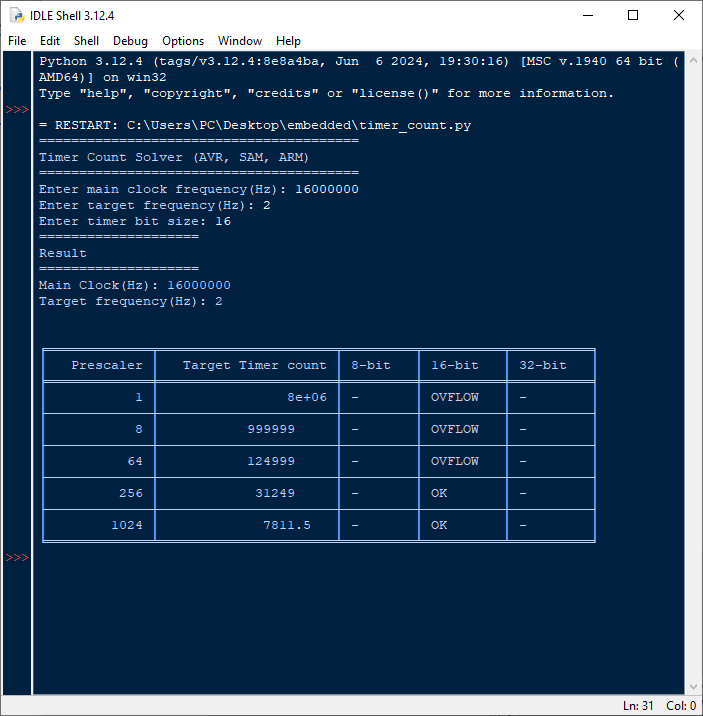 IDLE Shell 3.12.4
File Edit Shell Debug Options Window Help
Python 3.12.4 (tags/v3.12.4:8e8a4ba, Jun  6 2024, 19:30:16) [MSC v.1940 64 bit (
AMD64)] on win32
Type "help", "copyright", "credits" or "license()" for more information.
>>>
= RESTART: C:\Users\PC\Desktop\embedded\timer_count.py
========================================
Timer Count Solver (AVR, SAM, ARM)
========================================
Enter main clock frequency(Hz): 16000000
Enter target frequency(Hz): 2
Enter timer bit size: 16
====================
Result
====================
Main Clock(Hz): 16000000
Target frequency(Hz): 2
Prescaler Target Timer count 8-bit 16-bit 32-bit
1 8e+06 - OVFLOW -
8 999999 - OVFLOW -
64 124999 - OVFLOW -
256 31249 - OK -
1024 7811.5 - OK -
>>>
Ln: 31 Col: 0